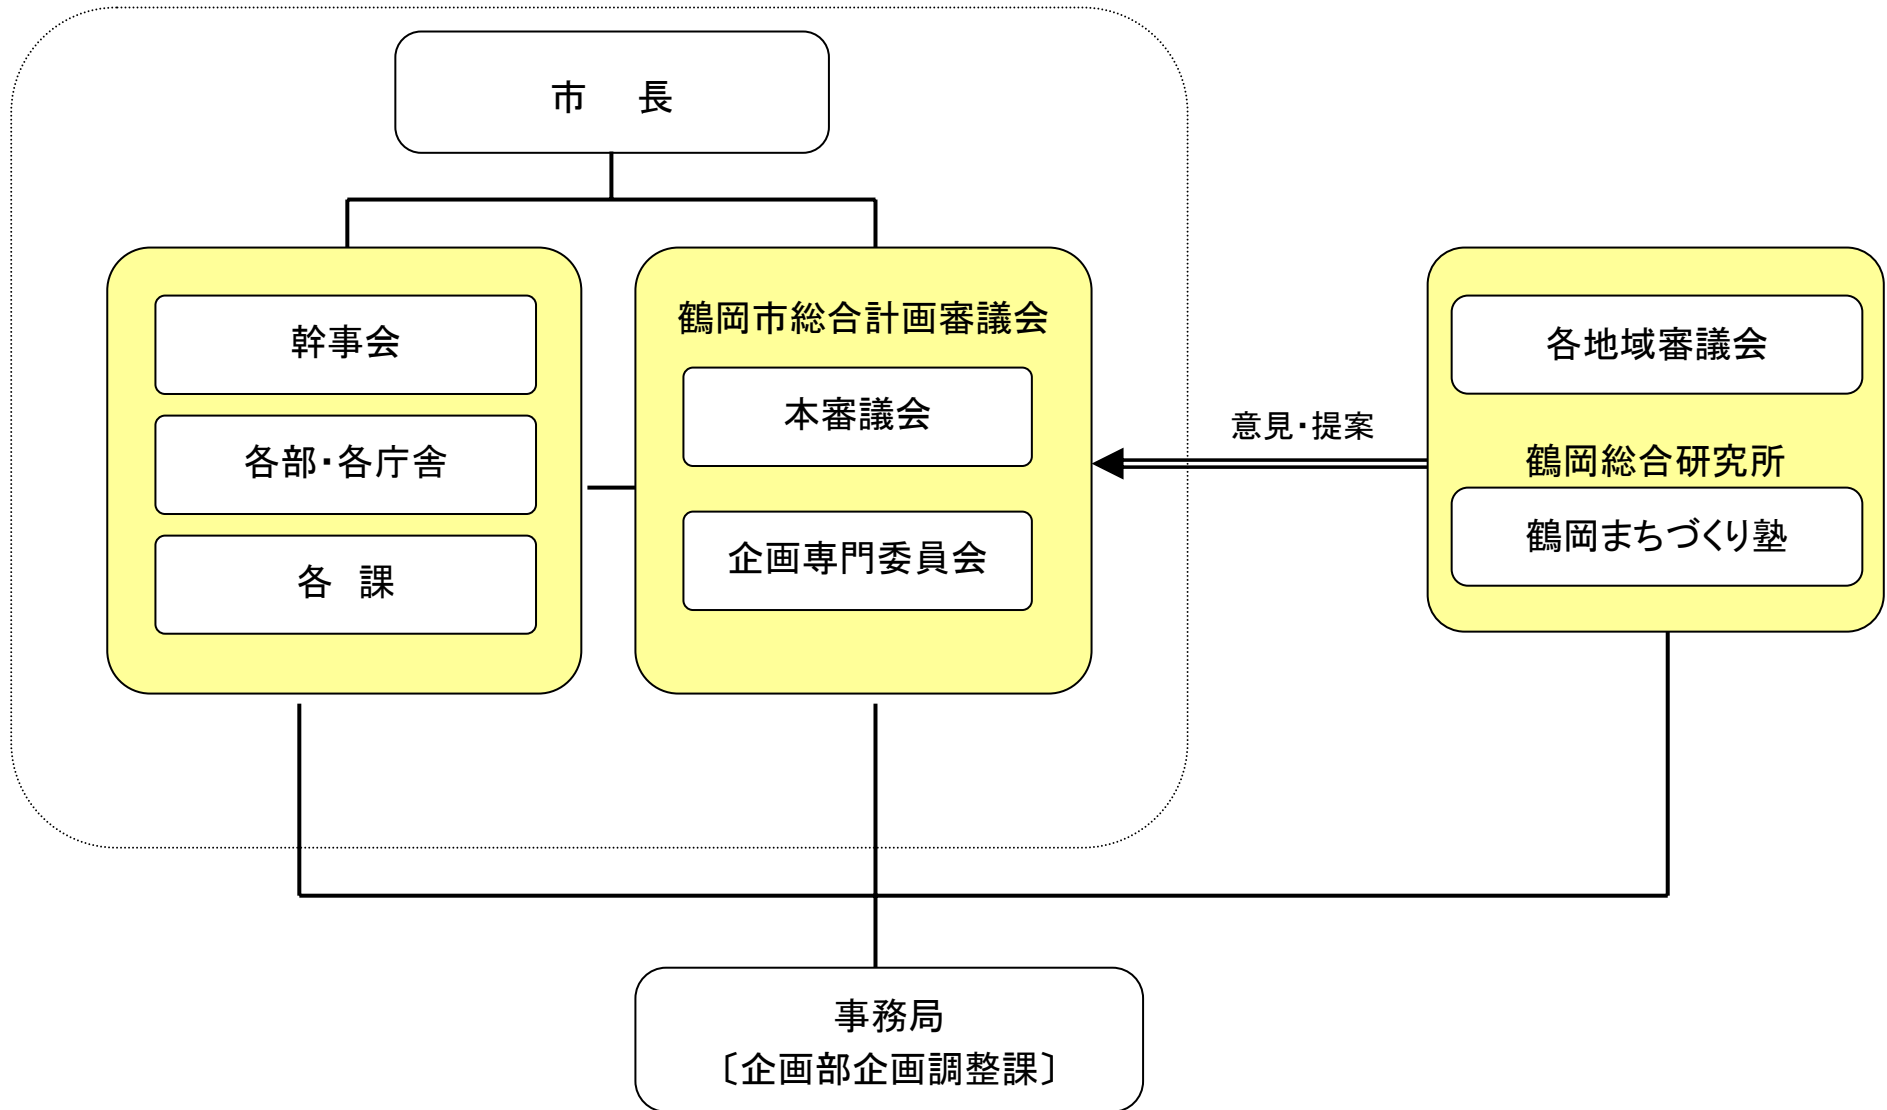 市　長
幹事会
各部・各庁舎
各　課
鶴岡市総合計画審議会
本審議会
企画専門委員会
意見・提案
各地域審議会
鶴岡総合研究所
鶴岡まちづくり塾
事務局
〔企画部企画調整課〕